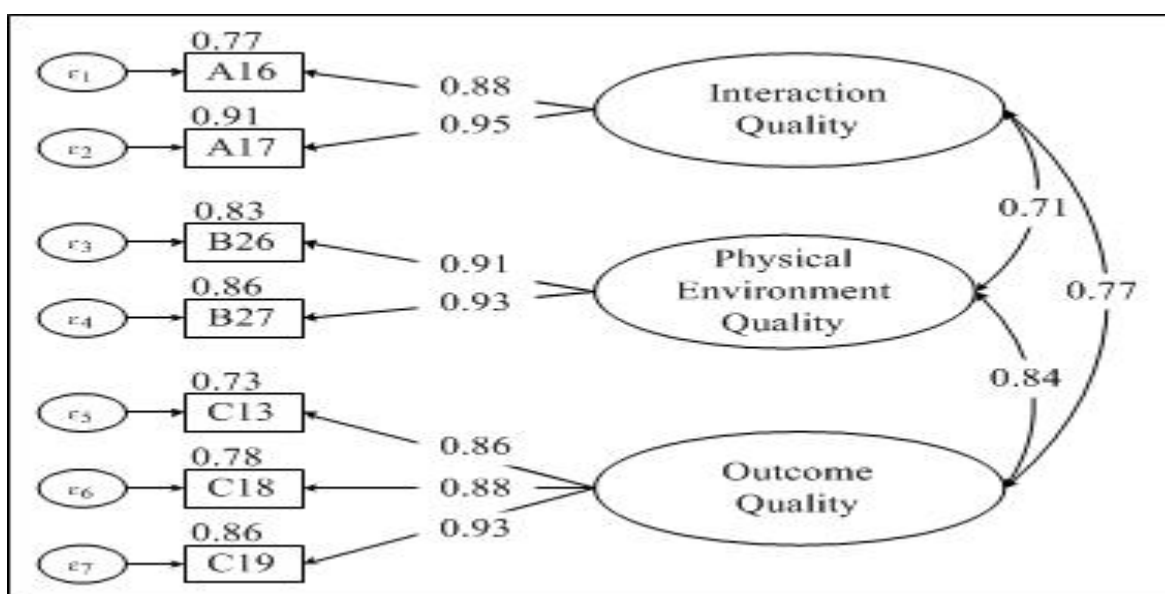 0.77
ε1
A16
0.88
Interaction
Quality
0.91
0.95
ε2
A17
0.83
0.71
ε3
B26
0.91
Physical
Environment
Quality
0.86
0.93
0.77
ε4
B27
0.73
0.84
ε5
C13
0.86
0.78
Outcome
Quality
ε6
C18
0.88
0.86
0.93
ε7
C19